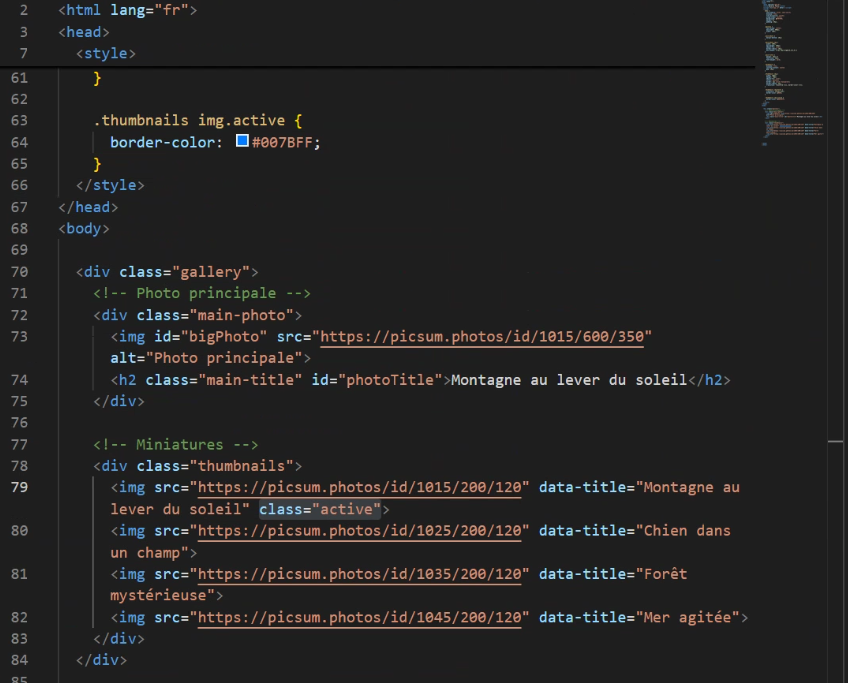 2 <html lang="fr">
3 <head>
7 <style>
61 }
62
63 .thumbnails img.active {
64 border-color: #007BFF;
65 }
66 </style>
67 </head>
68 <body>
69
70 <div class="gallery">
71 <!-- Photo principale -->
72 <div class="main-photo">
73 <img id="bigPhoto" src="https://picsum.photos/id/1015/600/350"
alt="Photo principale">
74 <h2 class="main-title" id="photoTitle">Montagne au lever du soleil</h2>
75 </div>
76
77 <!-- Miniatures -->
78 <div class="thumbnails">
79 <img src="https://picsum.photos/id/1015/200/120" data-title="Montagne au
lever du soleil" class="active">
80 <img src="https://picsum.photos/id/1025/200/120" data-title="Chien dans
un champ">
81 <img src="https://picsum.photos/id/1035/200/120" data-title="Forêt
mystérieuse">
82 <img src="https://picsum.photos/id/1045/200/120" data-title="Mer agitée">
83 </div>
84 </div>
85